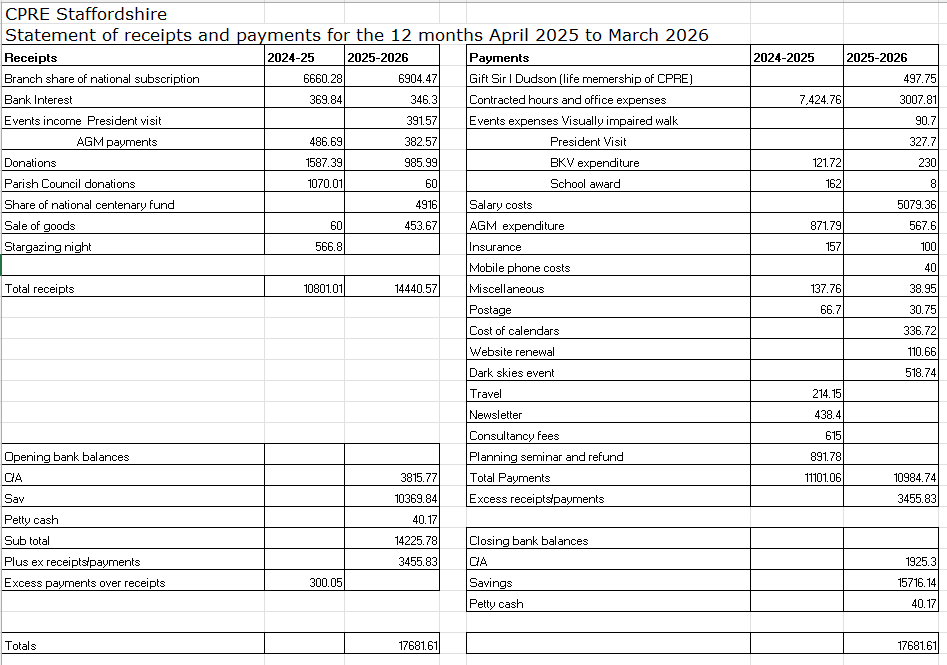 CPRE Staffordshire
Statement of receipts and payments for the 12 months April 2025 to March 2026
Receipts 2024-25 2025-2026 Payments 2024-2025 2025-2026
Branch share of national subscription 6660.28 6904.47 Gift Sir I Dudson (life memership of CPRE) 497.75
Bank Interest 369.84 346.3 Contracted hours and office expenses 7,424.76 3007.81
Events income President visit 391.57 Events expenses Visually impaired walk 90.7
AGM payments 486.69 382.57 President Visit 327.7
Donations 1587.39 985.99 BKV expenditure 121.72 230
Parish Council donations 1070.01 60 School award 162 8
Share of national centenary fund 4916 Salary costs 5079.36
Sale of goods 60 453.67 AGM expenditure 871.79 567.6
Stargazing night 566.8 Insurance 157 100
Mobile phone costs 40
Total receipts 10801.01 14440.57 Miscellaneous 137.76 38.95
Postage 66.7 30.75
Cost of calendars 336.72
Website renewal 110.66
Dark skies event 518.74
Travel 214.15
Newsletter 438.4
Consultancy fees 615
Opening bank balances Planning seminar and refund 891.78
C/A 3815.77 Total Payments 11101.06 10984.74
Sav 10369.84 Excess receipts/payments 3455.83
Petty cash 40.17
Sub total 14225.78 Closing bank balances
Plus ex receipts/payments 3455.83 C/A 1925.3
Excess payments over receipts 300.05 Savings 15716.14
Petty cash 40.17
Totals 17681.61 17681.61